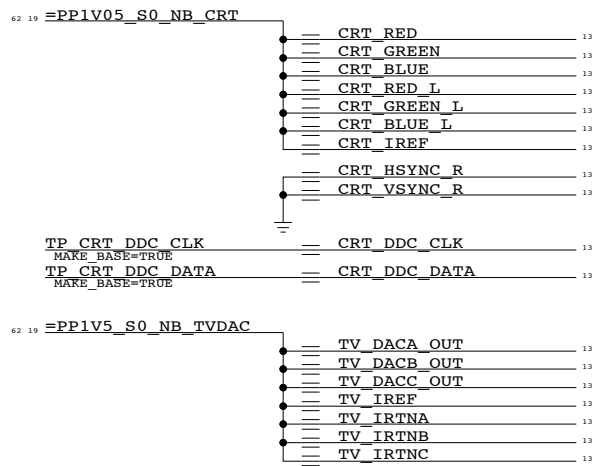 62 19 =PP1V05_S0_NB_CRT
CRT_RED 13
CRT_GREEN 13
CRT_BLUE 13
CRT_RED_L 13
CRT_GREEN_L 13
CRT_BLUE_L 13
CRT_IREF 13
CRT_HSYNC_R 13
CRT_VSYNC_R 13
TP_CRT_DDC_CLK CRT_DDC_CLK 13
MAKE_BASE=TRUE
TP_CRT_DDC_DATA CRT_DDC_DATA 13
MAKE_BASE=TRUE
62 19 =PP1V5_S0_NB_TVDAC
TV_DACA_OUT 13
TV_DACB_OUT 13
TV_DACC_OUT 13
TV_IREF 13
TV_IRTNA 13
TV_IRTNB 13
TV_IRTNC 13